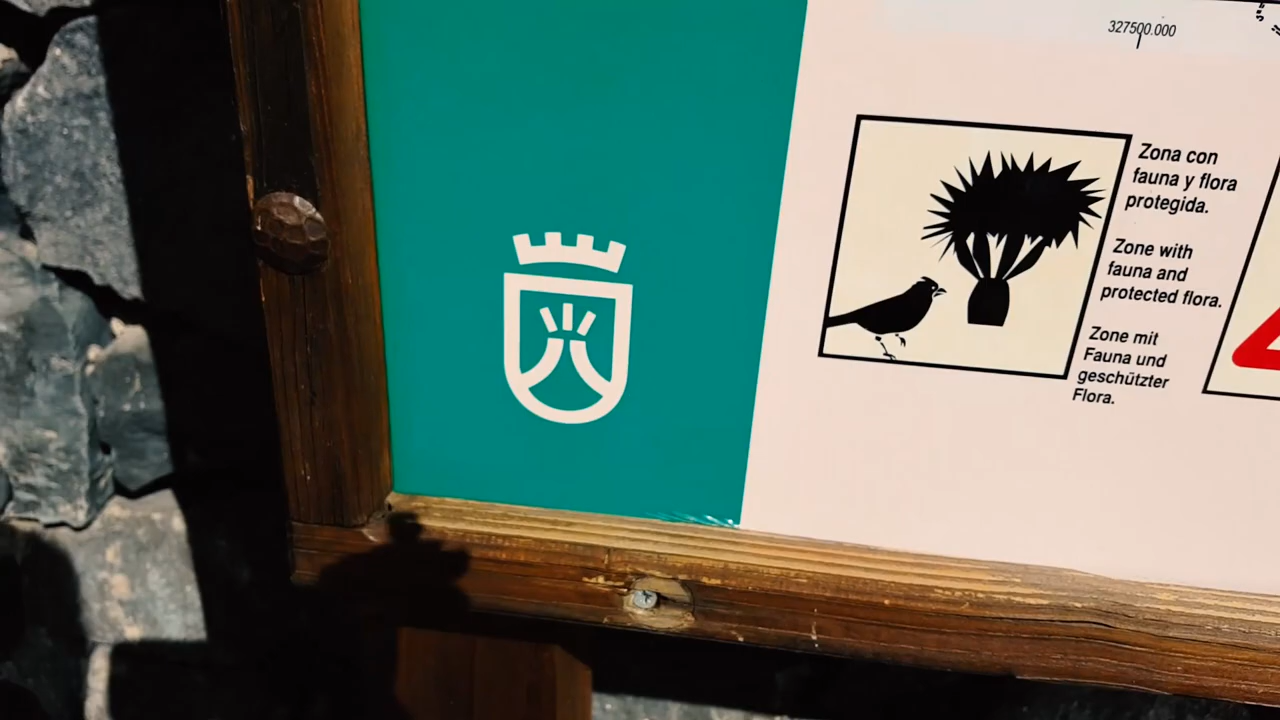 327500.000
Zona con
fauna y flora
protegida.
Zone with
fauna and
protected flora.
Zone mit
Fauna und
geschützter
Flora.